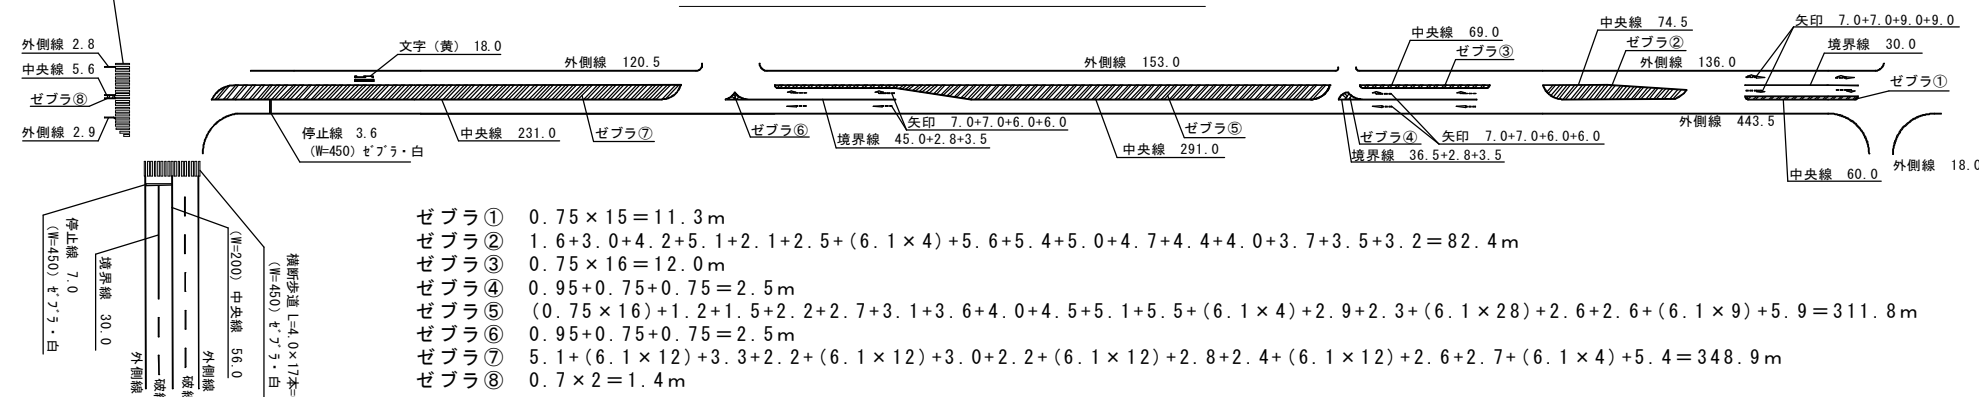 外側線 2.8
中央線 5.6
ゼブラ⑧
外側線 2.9
文字（黄） 18.0
外側線 120.5
停止線 3.6
(W=450) ｾﾞﾌﾞﾗ・白
中央線 231.0
ゼブラ⑦
ゼブラ⑥
外側線 153.0
矢印 7.0+7.0+6.0+6.0
境界線 45.0+2.8+3.5
中央線 291.0
ゼブラ⑤
中央線 69.0
ゼブラ③
ゼブラ④
矢印 7.0+7.0+6.0+6.0
境界線 36.5+2.8+3.5
中央線 74.5
ゼブラ②
外側線 136.0
矢印 7.0+7.0+9.0+9.0
境界線 30.0
ゼブラ①
外側線 443.5
中央線 60.0
外側線 18.0
停止線 7.0
(W=450) ｾﾞﾌﾞﾗ・白
境界線 30.0
外側線
外側線
(W=200) 中央線 56.0
横断歩道 L=4.0×17本=
(W=450) ｾﾞﾌﾞﾗ・白
ゼブラ① 0.75×15＝11.3m
ゼブラ② 1.6+3.0+4.2+5.1+2.1+2.5+(6.1×4)+5.6+5.4+5.0+4.7+4.4+4.0+3.7+3.5+3.2＝82.4m
ゼブラ③ 0.75×16＝12.0m
ゼブラ④ 0.95+0.75+0.75＝2.5m
ゼブラ⑤ (0.75×16)+1.2+1.5+2.2+2.7+3.1+3.6+4.0+4.5+5.1+5.5+(6.1×4)+2.9+2.3+(6.1×28)+2.6+2.6+(6.1×9)+5.9＝311.8m
ゼブラ⑥ 0.95+0.75+0.75＝2.5m
ゼブラ⑦ 5.1+(6.1×12)+3.3+2.2+(6.1×12)+3.0+2.2+(6.1×12)+2.8+2.4+(6.1×12)+2.6+2.7+(6.1×4)+5.4＝348.9m
ゼブラ⑧ 0.7×2＝1.4m